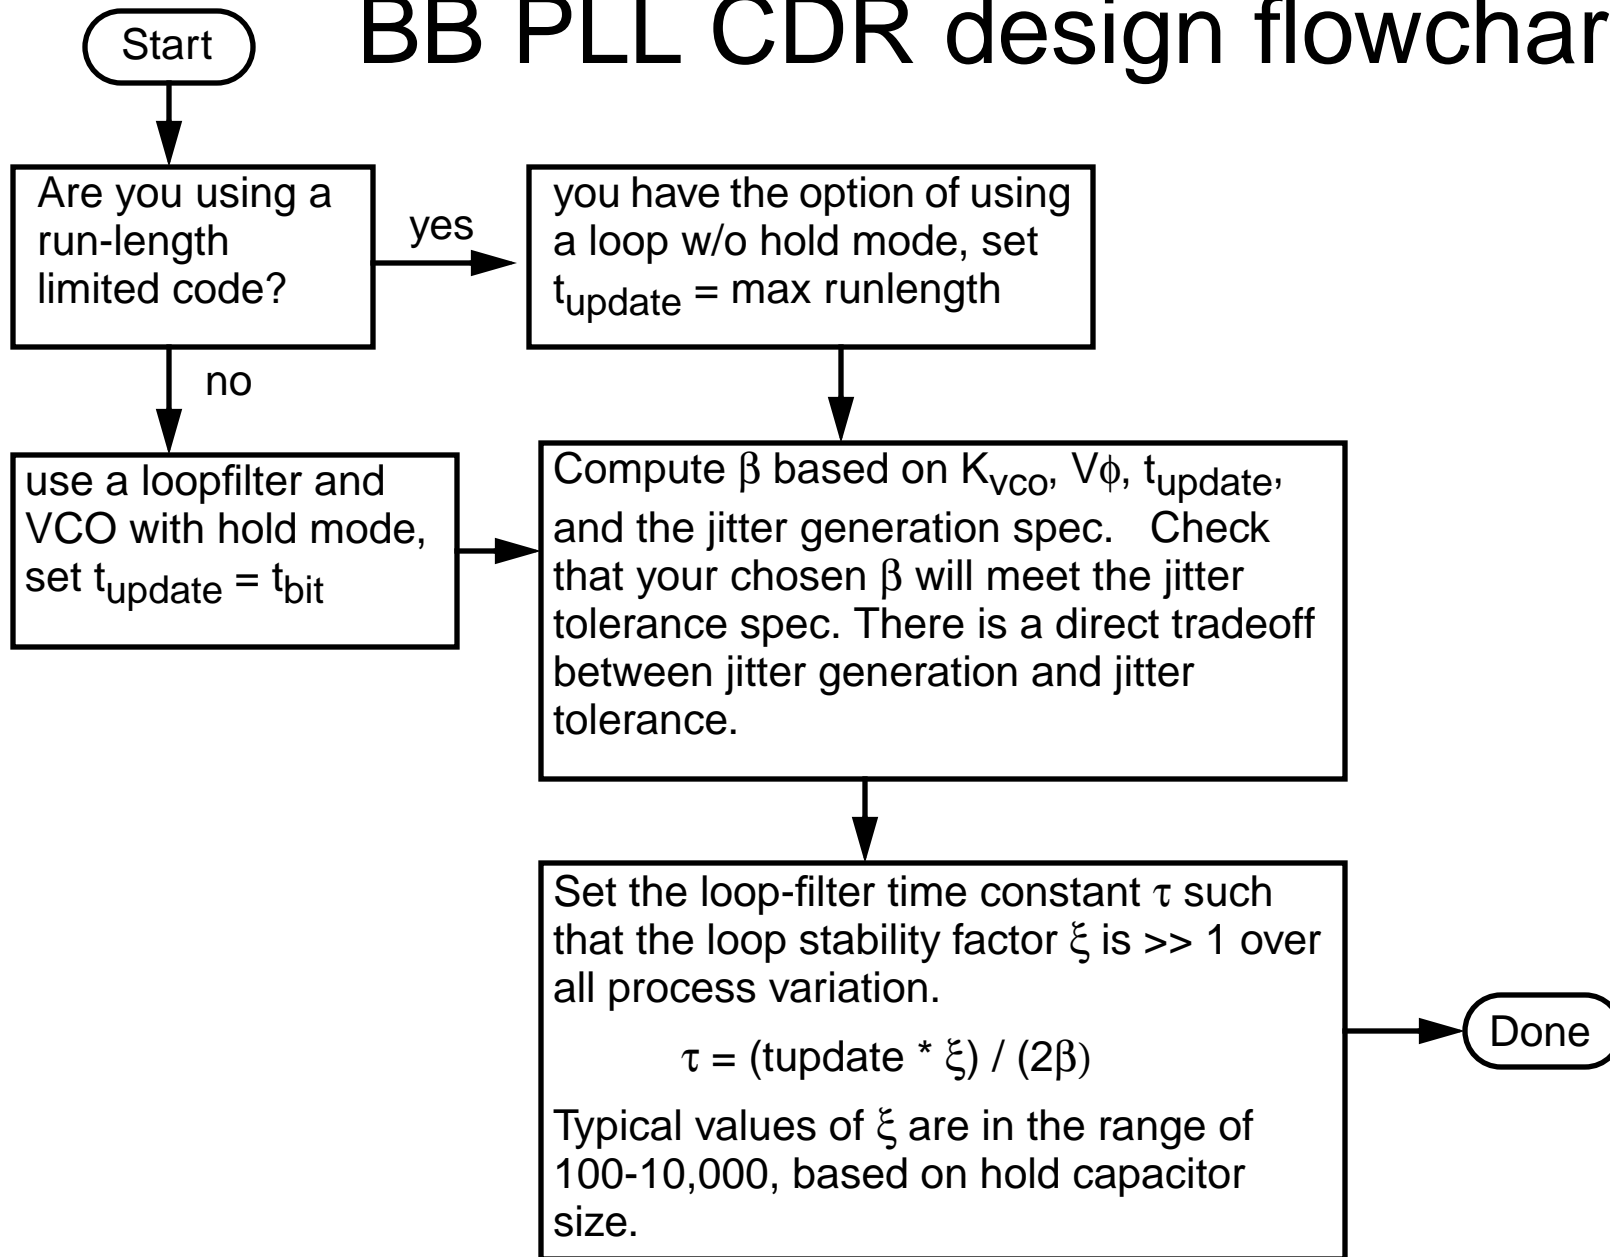 BB PLL CDR design flowchar
Start
Are you using a
run-length
limited code?
yes
you have the option of using
a loop w/o hold mode, set
tupdate = max runlength
no
use a loopfilter and
VCO with hold mode,
set tupdate = tbit
Compute β based on Kvco, Vϕ, tupdate,
and the jitter generation spec. Check
that your chosen β will meet the jitter
tolerance spec. There is a direct tradeoff
between jitter generation and jitter
tolerance.
Set the loop-filter time constant τ such
that the loop stability factor ξ is >> 1 over
all process variation.
τ = (tupdate * ξ) / (2β)
Typical values of ξ are in the range of
100-10,000, based on hold capacitor
size.
Done